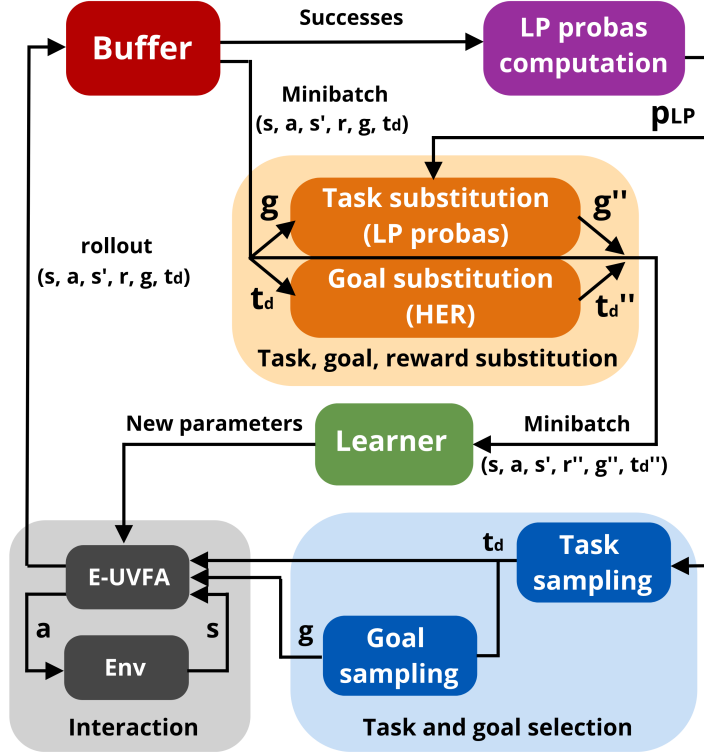 Buffer
Successes
LP probas
computation
Minibatch
(s, a, s', r, g, td)
pLP
g
Task substitution
(LP probas)
g''
rollout
(s, a, s', r, g, td)
td
Goal substitution
(HER)
td''
Task, goal, reward substitution
New parameters
Learner
Minibatch
(s, a, s', r'', g'', td'')
td
Task
sampling
E-UVFA
a
s
g
Goal
sampling
Env
Interaction
Task and goal selection